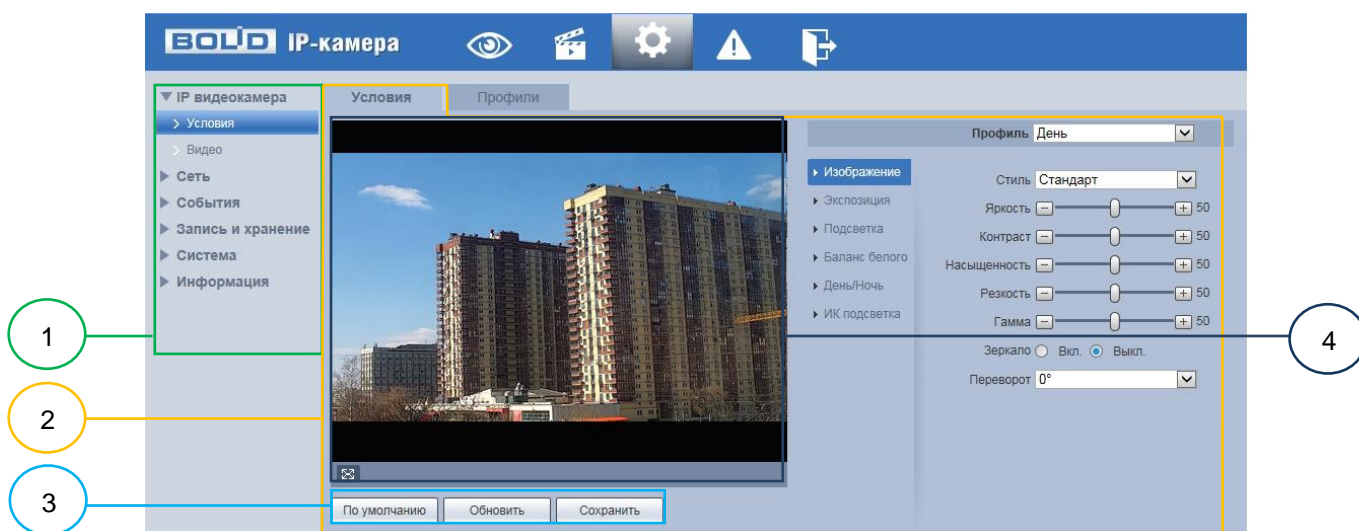 BOLID IP-камера
IP видеокамера
Условия
Видео
Сеть
События
Запись и хранение
Система
Информация
Условия
Профили
Профиль День
Изображение
Экспозиция
Подсветка
Баланс белого
День/Ночь
ИК подсветка
Стиль Стандарт
Яркость 50
Контраст 50
Насыщенность 50
Резкость 50
Гамма 50
Зеркало Вкл. Выкл.
Переворот 0°
По умолчанию Обновить Сохранить
1
2
3
4